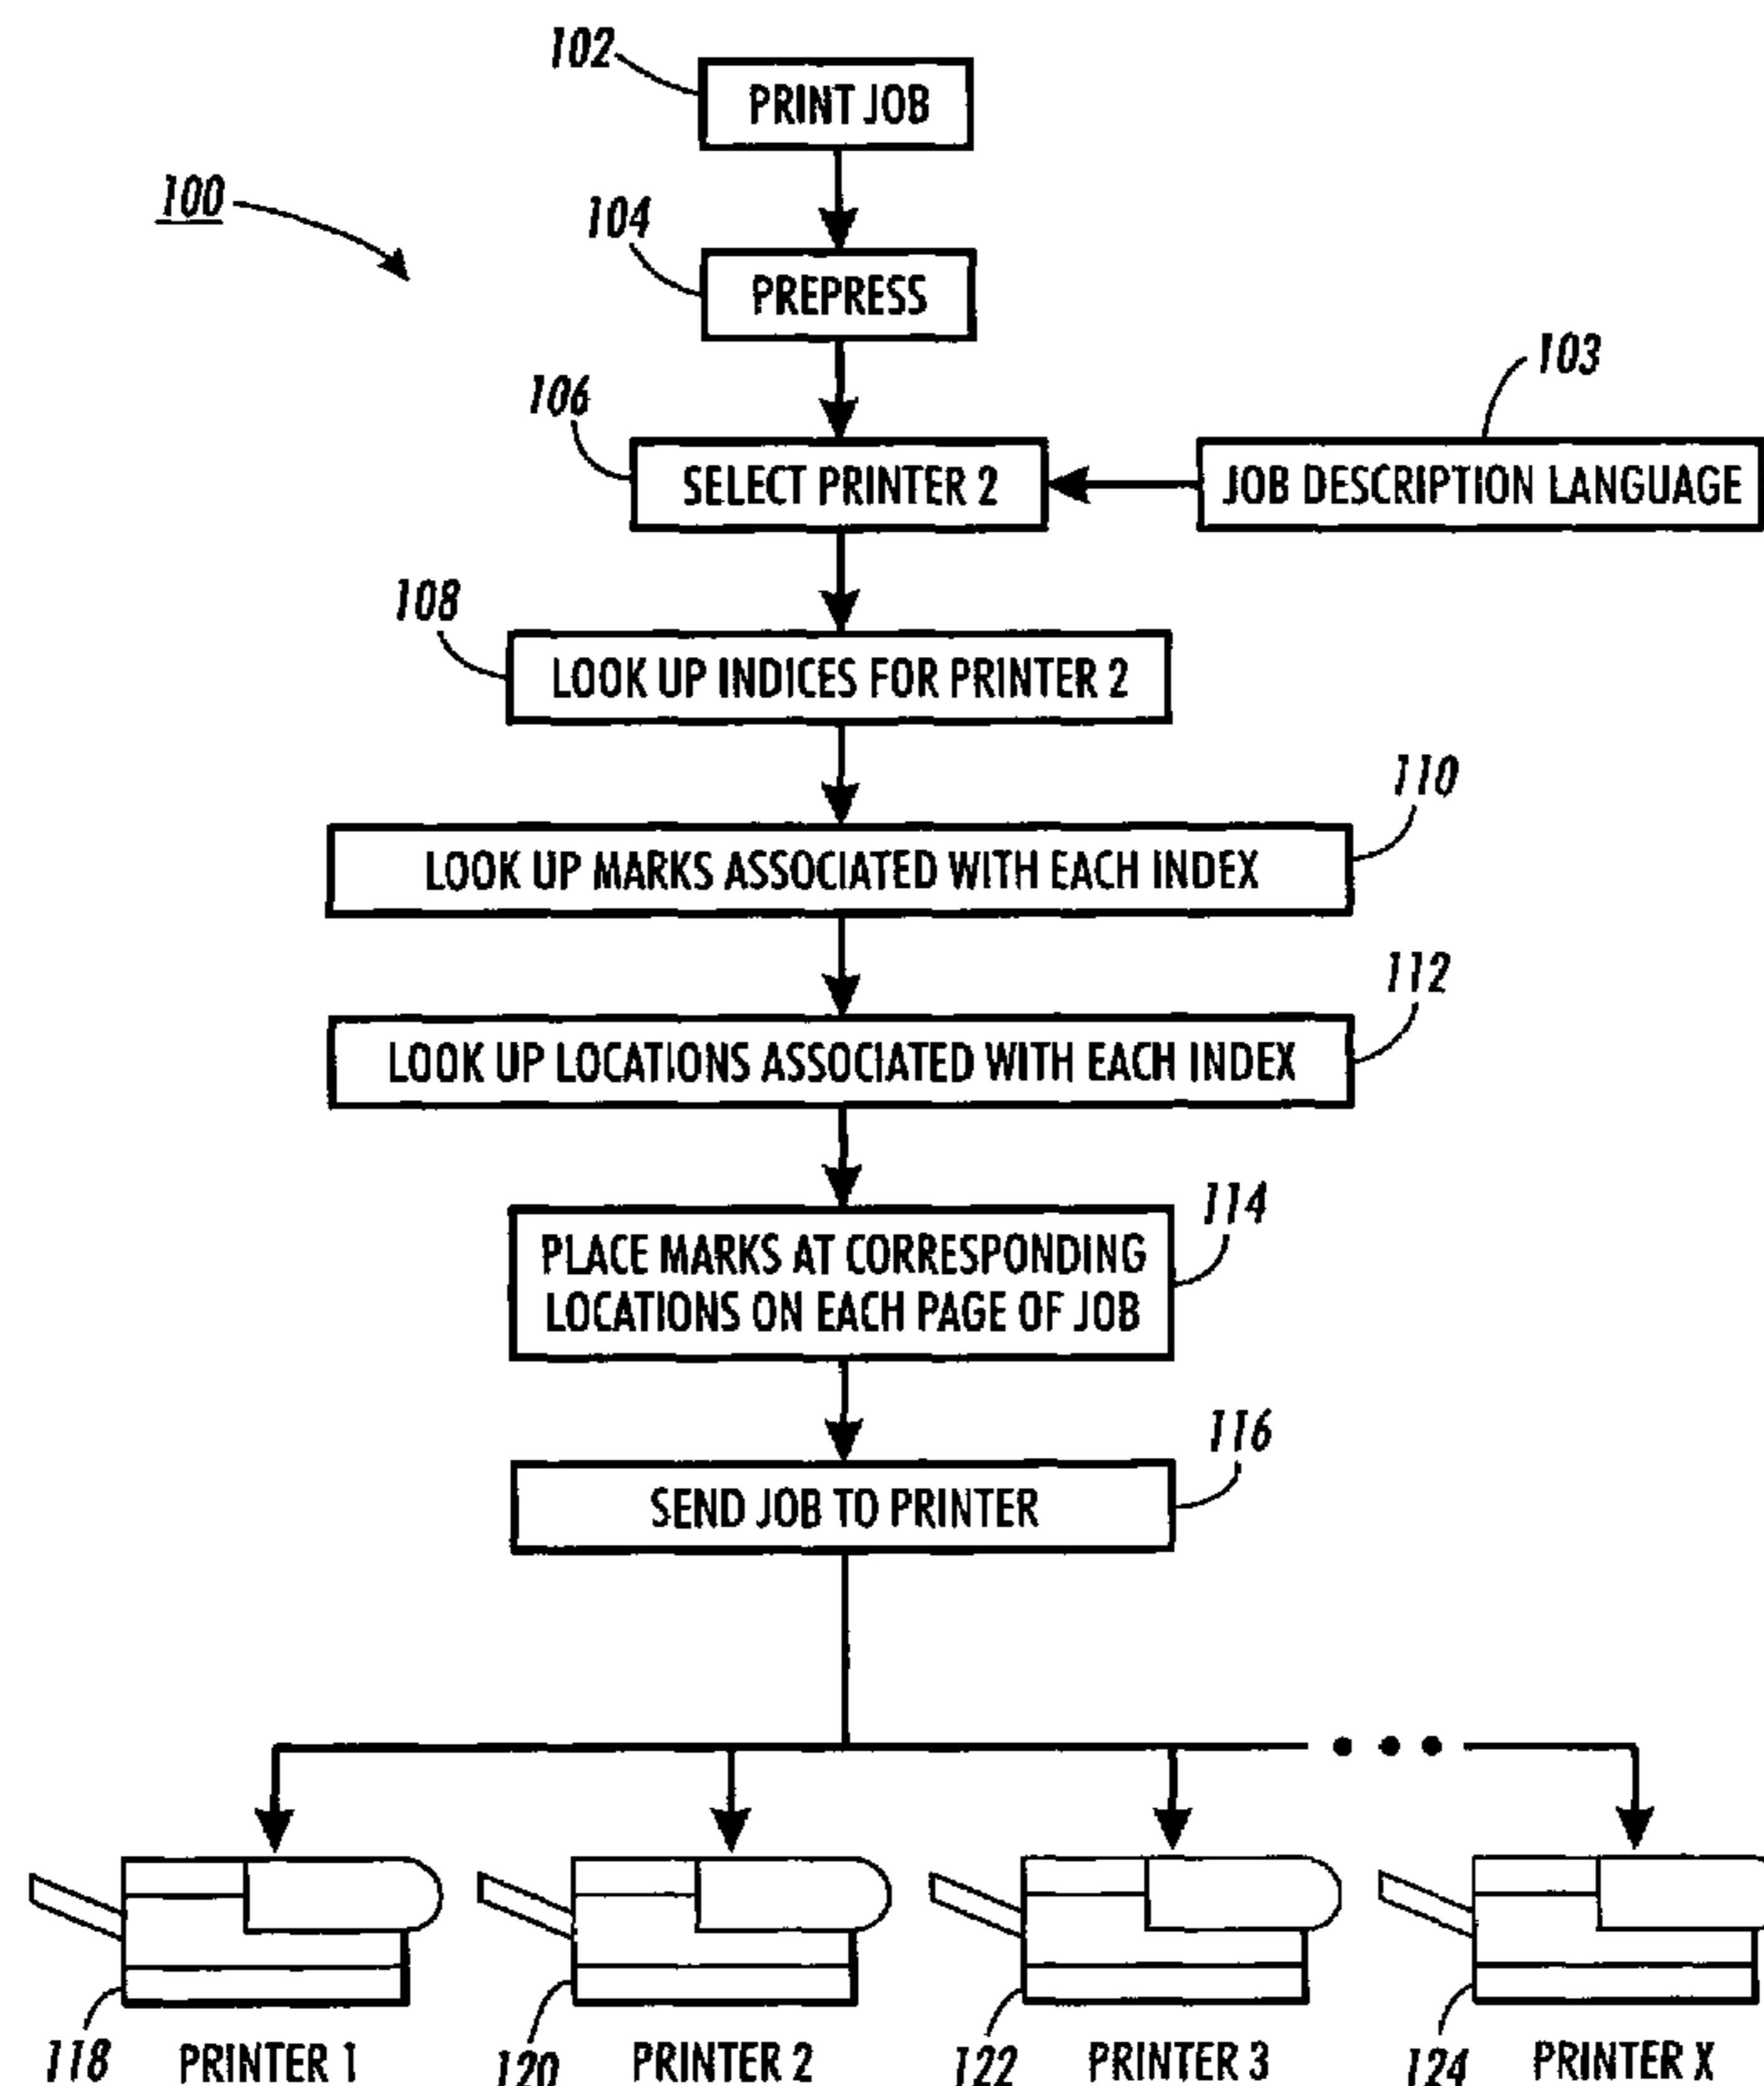 102
PRINT JOB
100
104
PREPRESS
103
106
SELECT PRINTER 2
JOB DESCRIPTION LANGUAGE
108
LOOK UP INDICES FOR PRINTER 2
110
LOOK UP MARKS ASSOCIATED WITH EACH INDEX
112
LOOK UP LOCATIONS ASSOCIATED WITH EACH INDEX
114
PLACE MARKS AT CORRESPONDING
LOCATIONS ON EACH PAGE OF JOB
116
SEND JOB TO PRINTER
118 PRINTER 1 120 PRINTER 2 122 PRINTER 3 124 PRINTER X